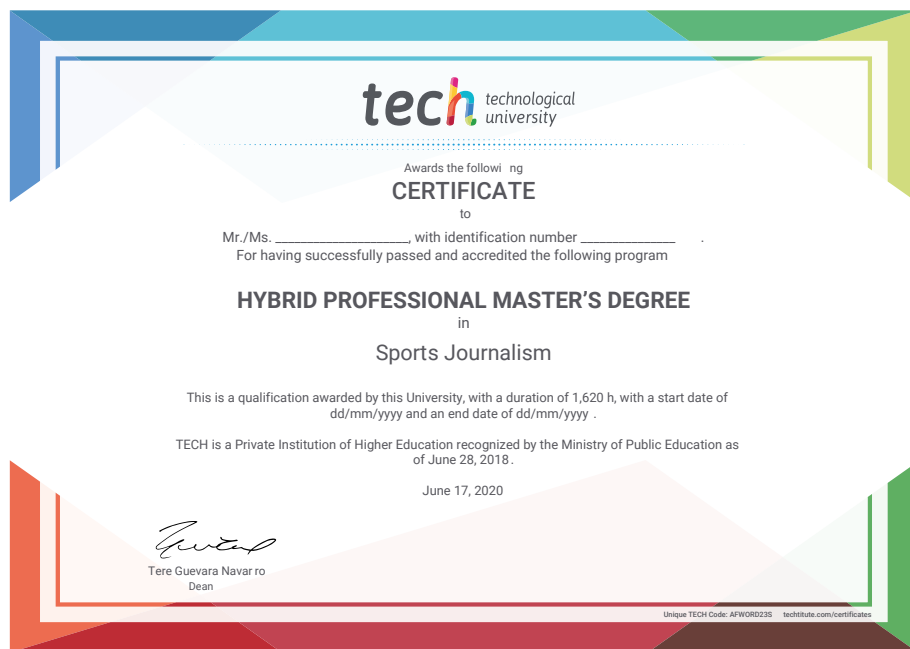 tech technological
university
Awards the followi ng
CERTIFICATE
to
Mr./Ms. ____________________, with identification number ______________ .
For having successfully passed and accredited the following program
HYBRID PROFESSIONAL MASTER'S DEGREE
in
Sports Journalism
This is a qualification awarded by this University, with a duration of 1,620 h, with a start date of
dd/mm/yyyy and an end date of dd/mm/yyyy .
TECH is a Private Institution of Higher Education recognized by the Ministry of Public Education as
of June 28, 2018.
June 17, 2020
Tere Guevara Navar ro
Dean
Unique TECH Code: AFWORD23S techtitute.com/certificates